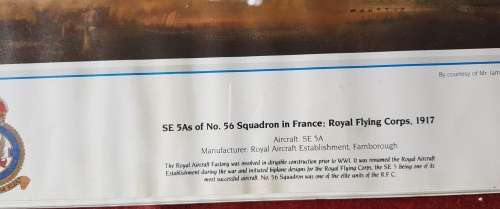 By courtesy of Mr. Iam
SE 5As of No. 56 Squadron in France; Royal Flying Corps, 1917
Aircraft: SE 5A
Manufacturer: Royal Aircraft Establishment, Farnborough
The Royal Aircraft Factory was involved in dirigible construction prior to WWI. It was renamed the Royal Aircraft
Establishment during the war and initiated biplane designs for the Royal Flying Corps, the SE 5 being one of its
most successful aircraft. No. 56 Squadron was one of the elite units of the R.F.C.